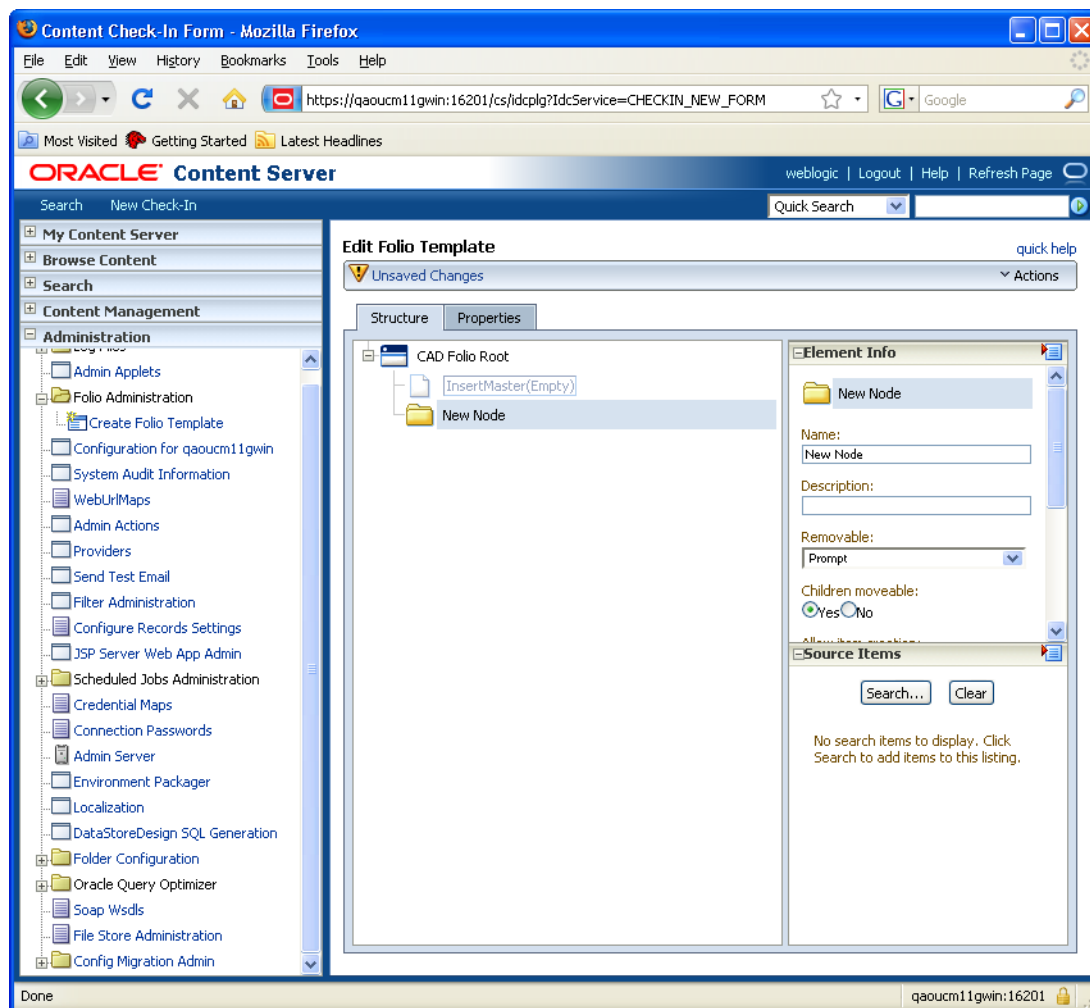 Content Check-In Form - Mozilla Firefox
File Edit View History Bookmarks Tools Help
https://qaoucm11gwin:16201/cs/idcplg?IdcService=CHECKIN_NEW_FORM
G Google
Most Visited Getting Started Latest Headlines
ORACLE Content Server
weblogic | Logout | Help | Refresh Page
Search New Check-In
Quick Search
My Content Server
Browse Content
Search
Content Management
Administration
Log Files
Admin Applets
Folio Administration
Create Folio Template
Configuration for qaoucm11gwin
System Audit Information
WebUrlMaps
Admin Actions
Providers
Send Test Email
Filter Administration
Configure Records Settings
JSP Server Web App Admin
Scheduled Jobs Administration
Credential Maps
Connection Passwords
Admin Server
Environment Packager
Localization
DataStoreDesign SQL Generation
Folder Configuration
Oracle Query Optimizer
Soap Wsdls
File Store Administration
Config Migration Admin
Edit Folio Template
quick help
Unsaved Changes
Actions
Structure Properties
CAD Folio Root
InsertMaster(Empty)
New Node
Element Info
New Node
Name:
New Node
Description:
Removable:
Prompt
Children moveable:
Yes No
Allow item creation:
Source Items
Search... Clear
No search items to display. Click
Search to add items to this listing.
Done
qaoucm11gwin:16201